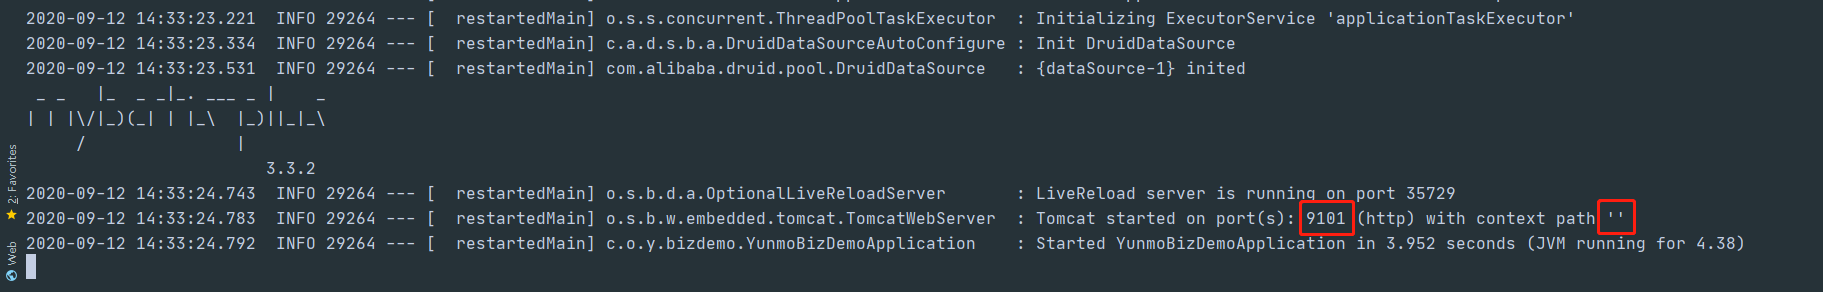 2020-09-12 14:33:23.221  INFO 29264 --- [  restartedMain] o.s.s.concurrent.ThreadPoolTaskExecutor  : Initializing ExecutorService 'applicationTaskExecutor'
2020-09-12 14:33:23.334  INFO 29264 --- [  restartedMain] c.a.d.s.b.a.DruidDataSourceAutoConfigure : Init DruidDataSource
2020-09-12 14:33:23.531  INFO 29264 --- [  restartedMain] com.alibaba.druid.pool.DruidDataSource   : {dataSource-1} inited
 _ _   |_  _ _|_. ___ _ |    _
| | |\/|_)(_| | |_\  |_)||_|_\
     /               |
                        3.3.2
2020-09-12 14:33:24.743  INFO 29264 --- [  restartedMain] o.s.b.d.a.OptionalLiveReloadServer       : LiveReload server is running on port 35729
2020-09-12 14:33:24.783  INFO 29264 --- [  restartedMain] o.s.b.w.embedded.tomcat.TomcatWebServer  : Tomcat started on port(s): 9101 (http) with context path ''
2020-09-12 14:33:24.792  INFO 29264 --- [  restartedMain] c.o.y.bizdemo.YunmoBizDemoApplication    : Started YunmoBizDemoApplication in 3.952 seconds (JVM running for 4.38)
2: Favorites
Web